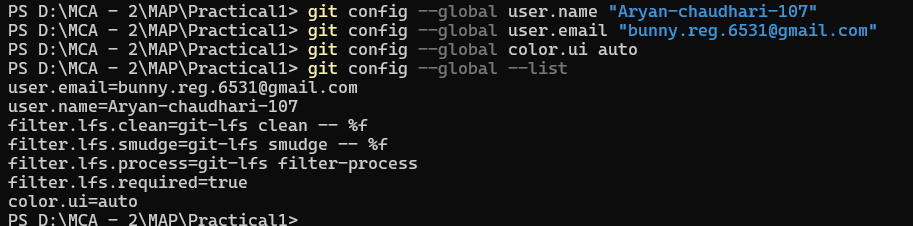 PS D:\MCA - 2\MAP\Practical1> git config --global user.name "Aryan-chaudhari-107"
PS D:\MCA - 2\MAP\Practical1> git config --global user.email "bunny.reg.6531@gmail.com"
PS D:\MCA - 2\MAP\Practical1> git config --global color.ui auto
PS D:\MCA - 2\MAP\Practical1> git config --global --list
user.email=bunny.reg.6531@gmail.com
user.name=Aryan-chaudhari-107
filter.lfs.clean=git-lfs clean -- %f
filter.lfs.smudge=git-lfs smudge -- %f
filter.lfs.process=git-lfs filter-process
filter.lfs.required=true
color.ui=auto
PS D:\MCA - 2\MAP\Practical1>